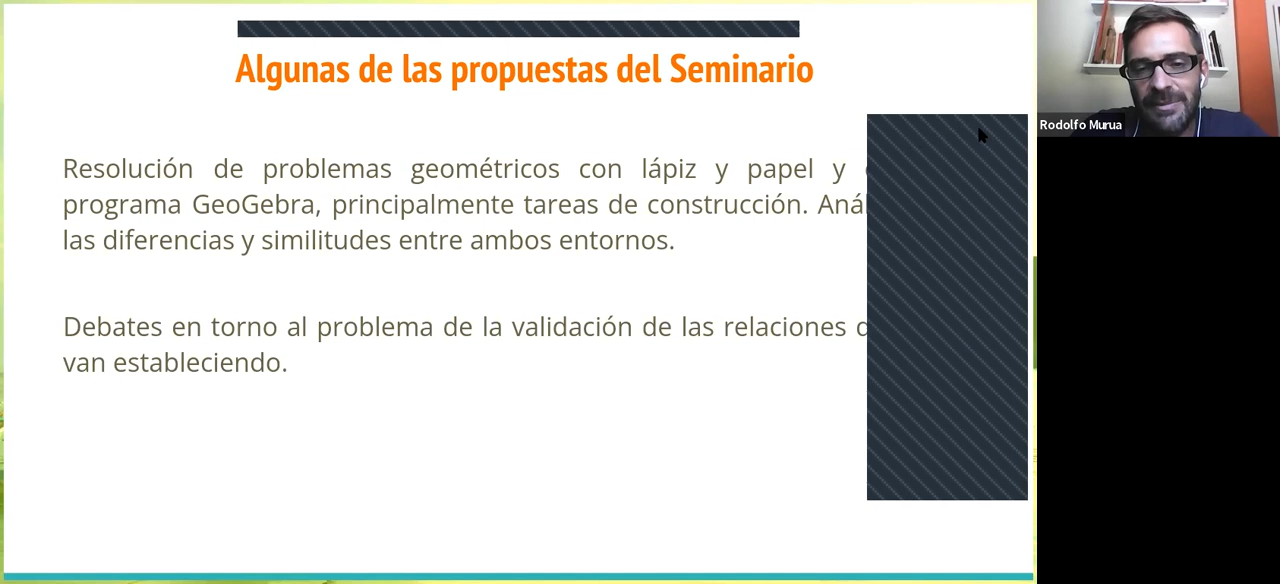 Algunas de las propuestas del Seminario
Resolución de problemas geométricos con lápiz y papel y
programa GeoGebra, principalmente tareas de construcción.
las diferencias y similitudes entre ambos entornos.
Debates en torno al problema de la validación de las relaciones
van estableciendo.
Rodolfo Murua